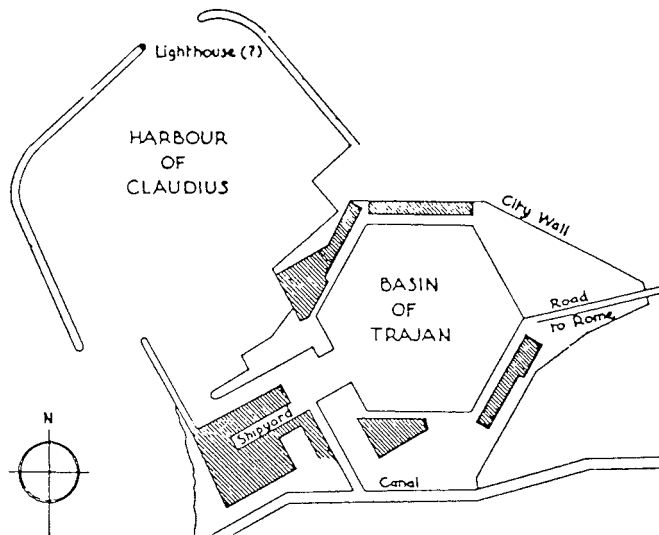 Lighthouse (?)
HARBOUR
OF
CLAUDIUS
City Wall
BASIN
OF
TRAJAN
Road
to Rome
Shipyard
Canal
N